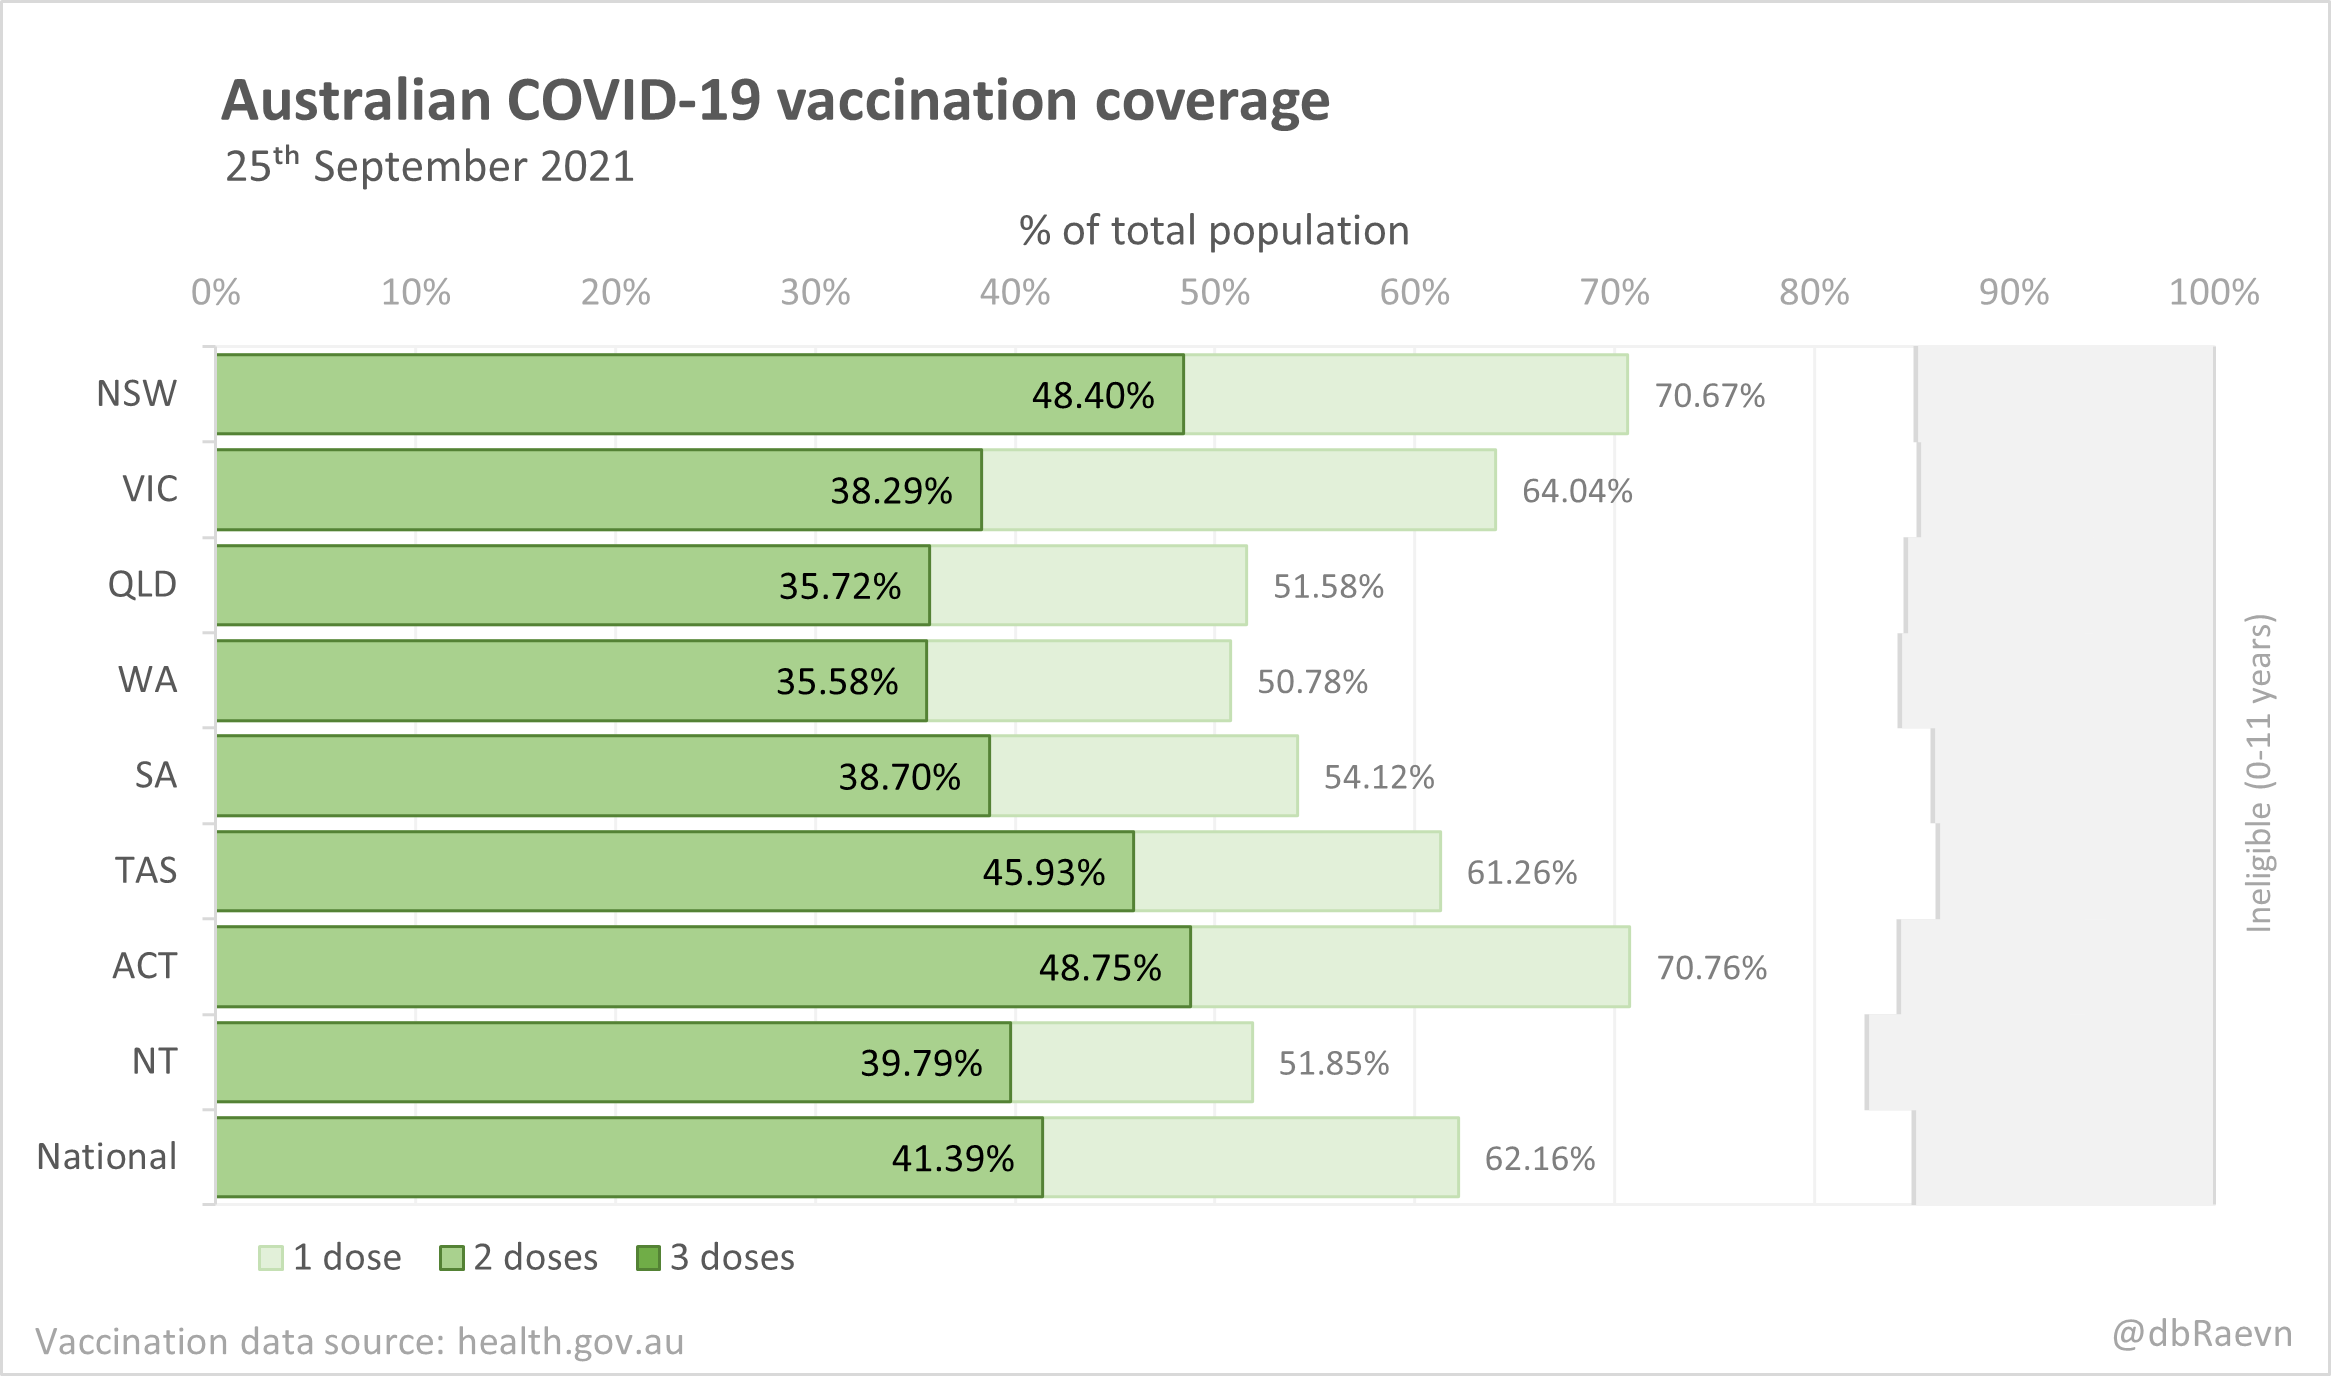 Australian COVID-19 vaccination coverage
25th September 2021
% of total population
0% 10% 20% 30% 40% 50% 60% 70% 80% 90% 100%
NSW 48.40% 70.67%
VIC 38.29% 64.04%
QLD 35.72% 51.58%
WA 35.58% 50.78%
SA 38.70% 54.12%
TAS 45.93% 61.26%
ACT 48.75% 70.76%
NT 39.79% 51.85%
National 41.39% 62.16%
Ineligible (0-11 years)
1 dose 2 doses 3 doses
Vaccination data source: health.gov.au
@dbRaevn